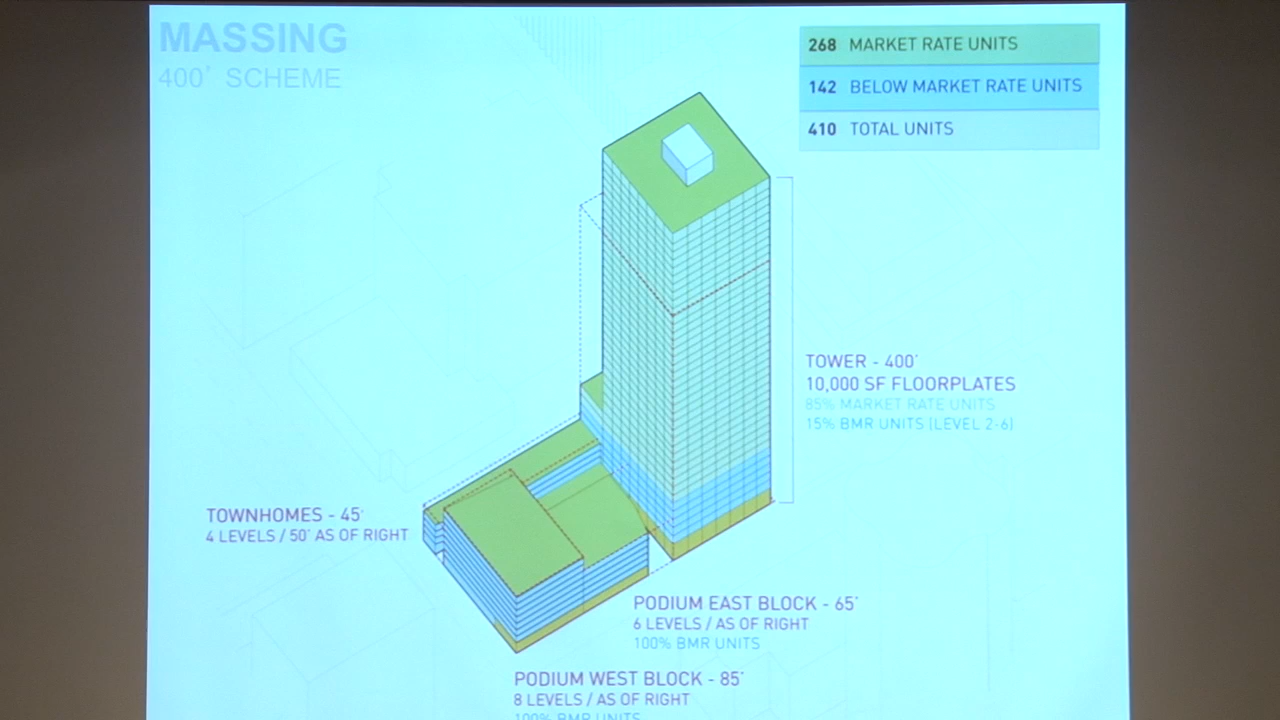 MASSING
400' SCHEME
268 MARKET RATE UNITS
142 BELOW MARKET RATE UNITS
410 TOTAL UNITS
TOWER - 400'
10,000 SF FLOORPLATES
85% MARKET RATE UNITS
15% BMR UNITS (LEVEL 2-6)
TOWNHOMES - 45'
4 LEVELS / 50' AS OF RIGHT
PODIUM EAST BLOCK - 65'
6 LEVELS / AS OF RIGHT
100% BMR UNITS
PODIUM WEST BLOCK - 85'
8 LEVELS / AS OF RIGHT
100% BMR UNITS